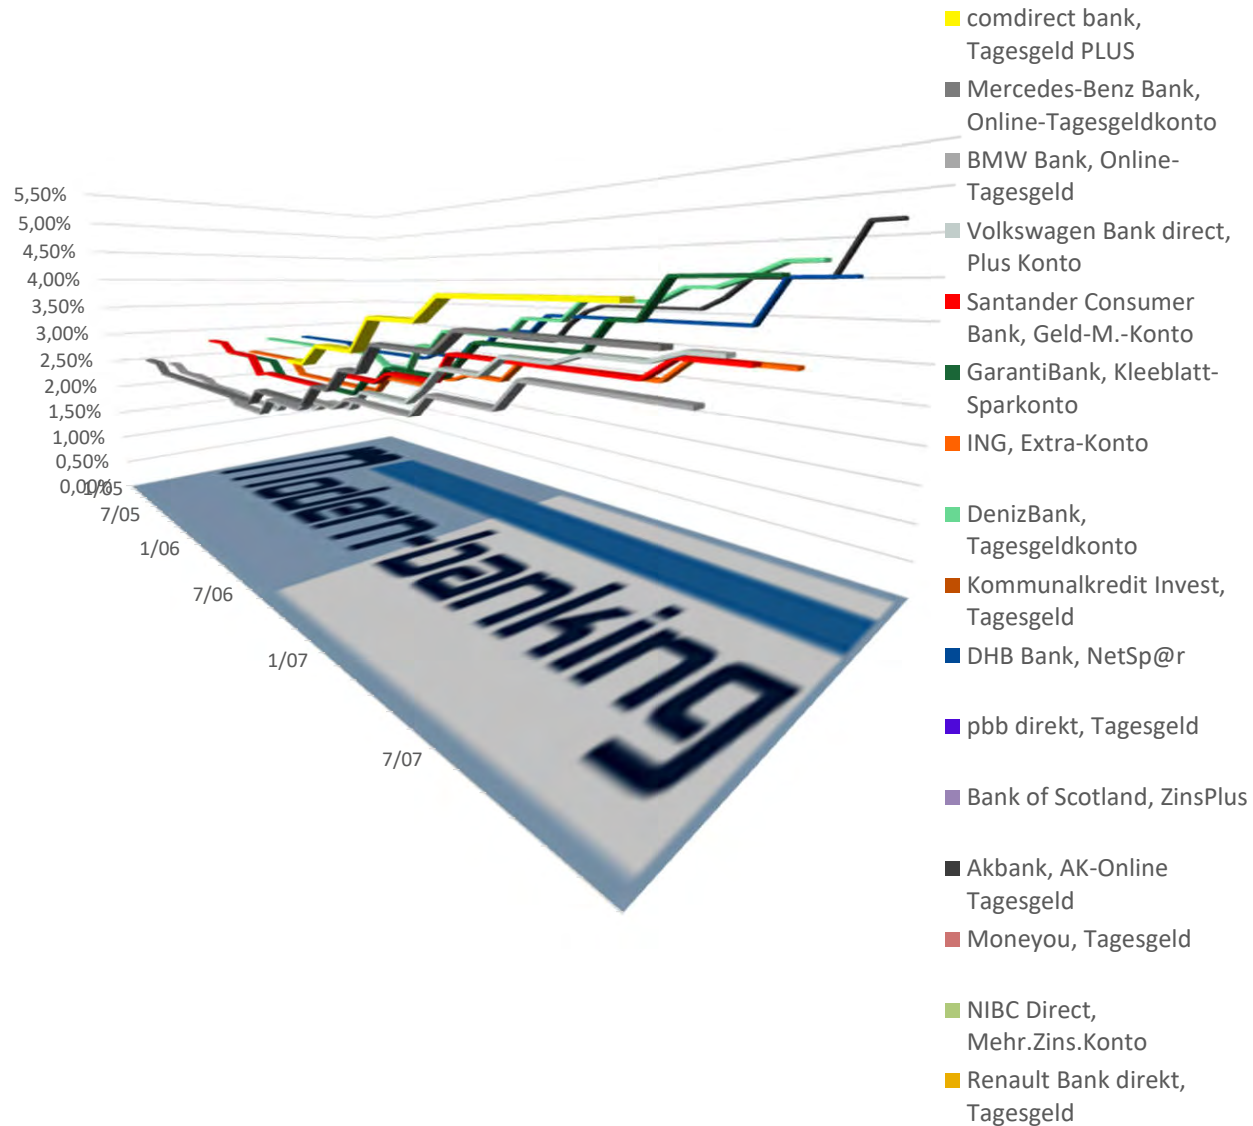 comdirect bank,
Tagesgeld PLUS
Mercedes-Benz Bank,
Online-Tagesgeldkonto
BMW Bank, Online-
Tagesgeld
Volkswagen Bank direct,
Plus Konto
Santander Consumer
Bank, Geld-M.-Konto
GarantiBank, Kleeblatt-
Sparkonto
ING, Extra-Konto
DenizBank,
Tagesgeldkonto
Kommunalkredit Invest,
Tagesgeld
DHB Bank, NetSp@r
pbb direkt, Tagesgeld
Bank of Scotland, ZinsPlus
Akbank, AK-Online
Tagesgeld
Moneyou, Tagesgeld
NIBC Direct,
Mehr.Zins.Konto
Renault Bank direkt,
Tagesgeld
5,50%
5,00%
4,50%
4,00%
3,50%
3,00%
2,50%
2,00%
1,50%
1,00%
0,50%
0,00%
1/05
7/05
1/06
7/06
1/07
7/07
modern-banking